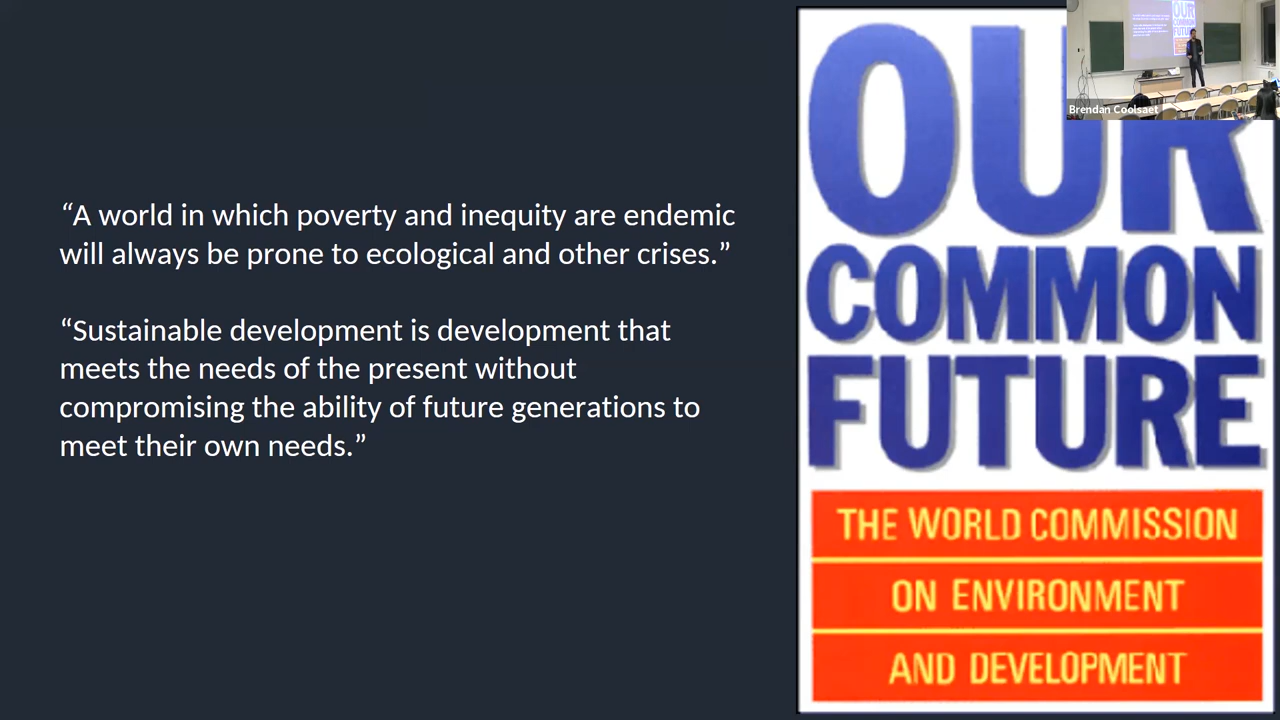 “A world in which poverty and inequity are endemic
will always be prone to ecological and other crises.”
“Sustainable development is development that
meets the needs of the present without
compromising the ability of future generations to
meet their own needs.”
OUR
COMMON
FUTURE
THE WORLD COMMISSION
ON ENVIRONMENT
AND DEVELOPMENT
Brendan Coolsaet